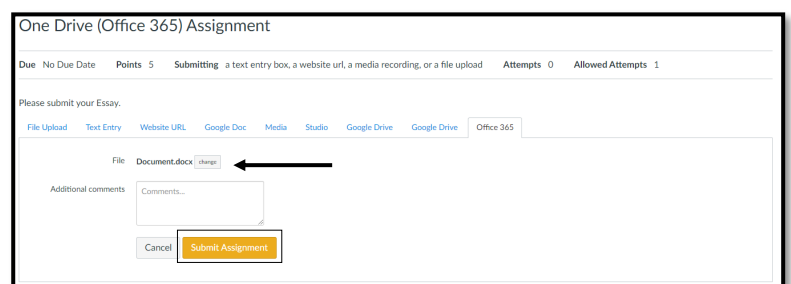 One Drive (Office 365) Assignment
Due No Due Date Points 5 Submitting a text entry box, a website url, a media recording, or a file upload Attempts 0 Allowed Attempts 1
Please submit your Essay.
File Upload Text Entry Website URL Google Doc Media Studio Google Drive Google Drive Office 365
File Document.docx change
Additional comments Comments...
Cancel Submit Assignment